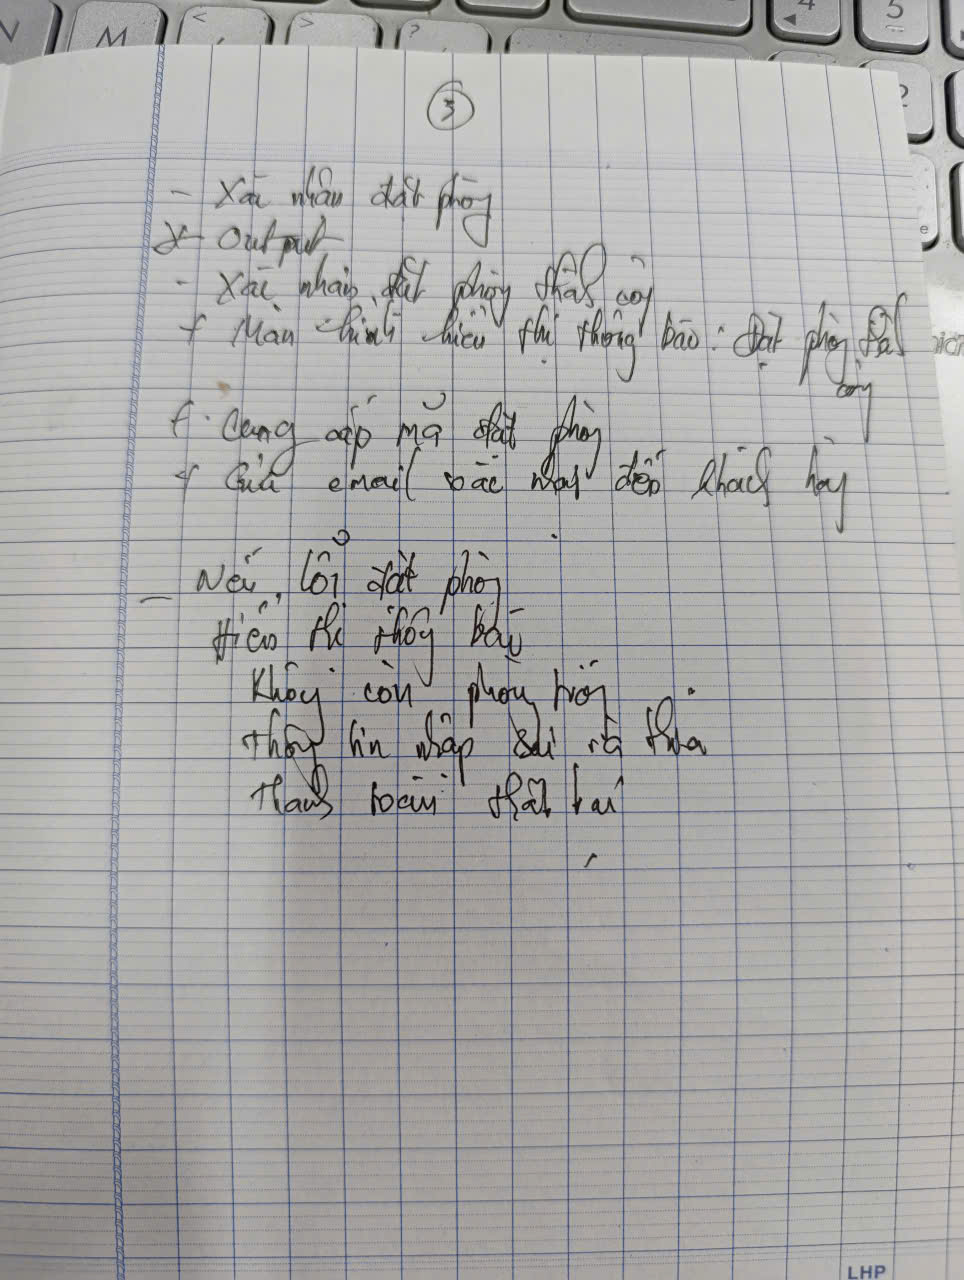 N M < , > ? 4 5
2
e
3
- Xác nhận đặt phòng
* Output
- Xác nhận đặt phòng thành công
+ Màn hình hiển thị thông báo: Đặt phòng thành
công
+ Cung cấp mã đặt phòng
+ Gửi email xác nhận đến khách hàng
- Nếu lỗi đặt phòng
Hiển thị thông báo
Không còn phòng trống
Thông tin nhập sai
Thanh toán thất bại
LHP